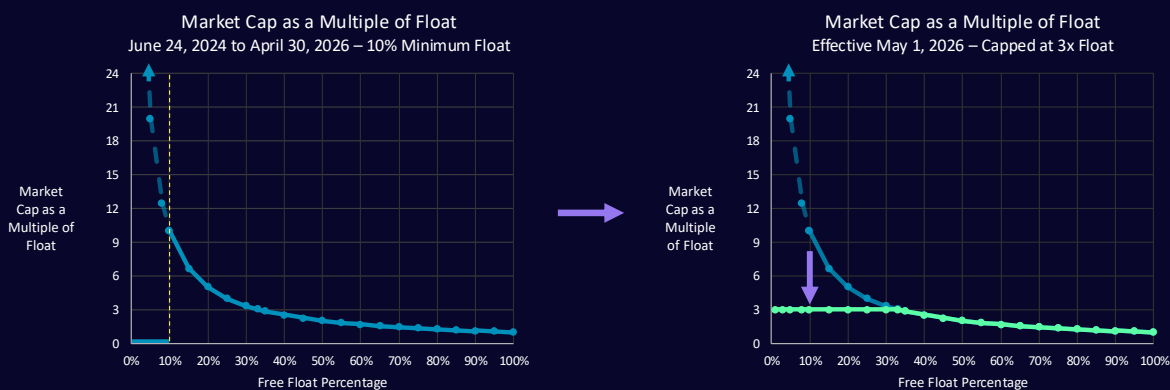 Market Cap as a Multiple of Float
June 24, 2024 to April 30, 2026 – 10% Minimum Float
24
21
18
15
12
9
6
3
0
Market
Cap as a
Multiple of
Float
0% 10% 20% 30% 40% 50% 60% 70% 80% 90% 100%
Free Float Percentage
Market Cap as a Multiple of Float
Effective May 1, 2026 – Capped at 3x Float
24
21
18
15
12
9
6
3
0
Market
Cap as a
Multiple
of Float
0% 10% 20% 30% 40% 50% 60% 70% 80% 90% 100%
Free Float Percentage